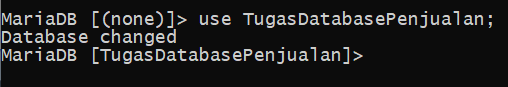 MariaDB [(none)]> use TugasDatabasePenjualan;
Database changed
MariaDB [TugasDatabasePenjualan]>